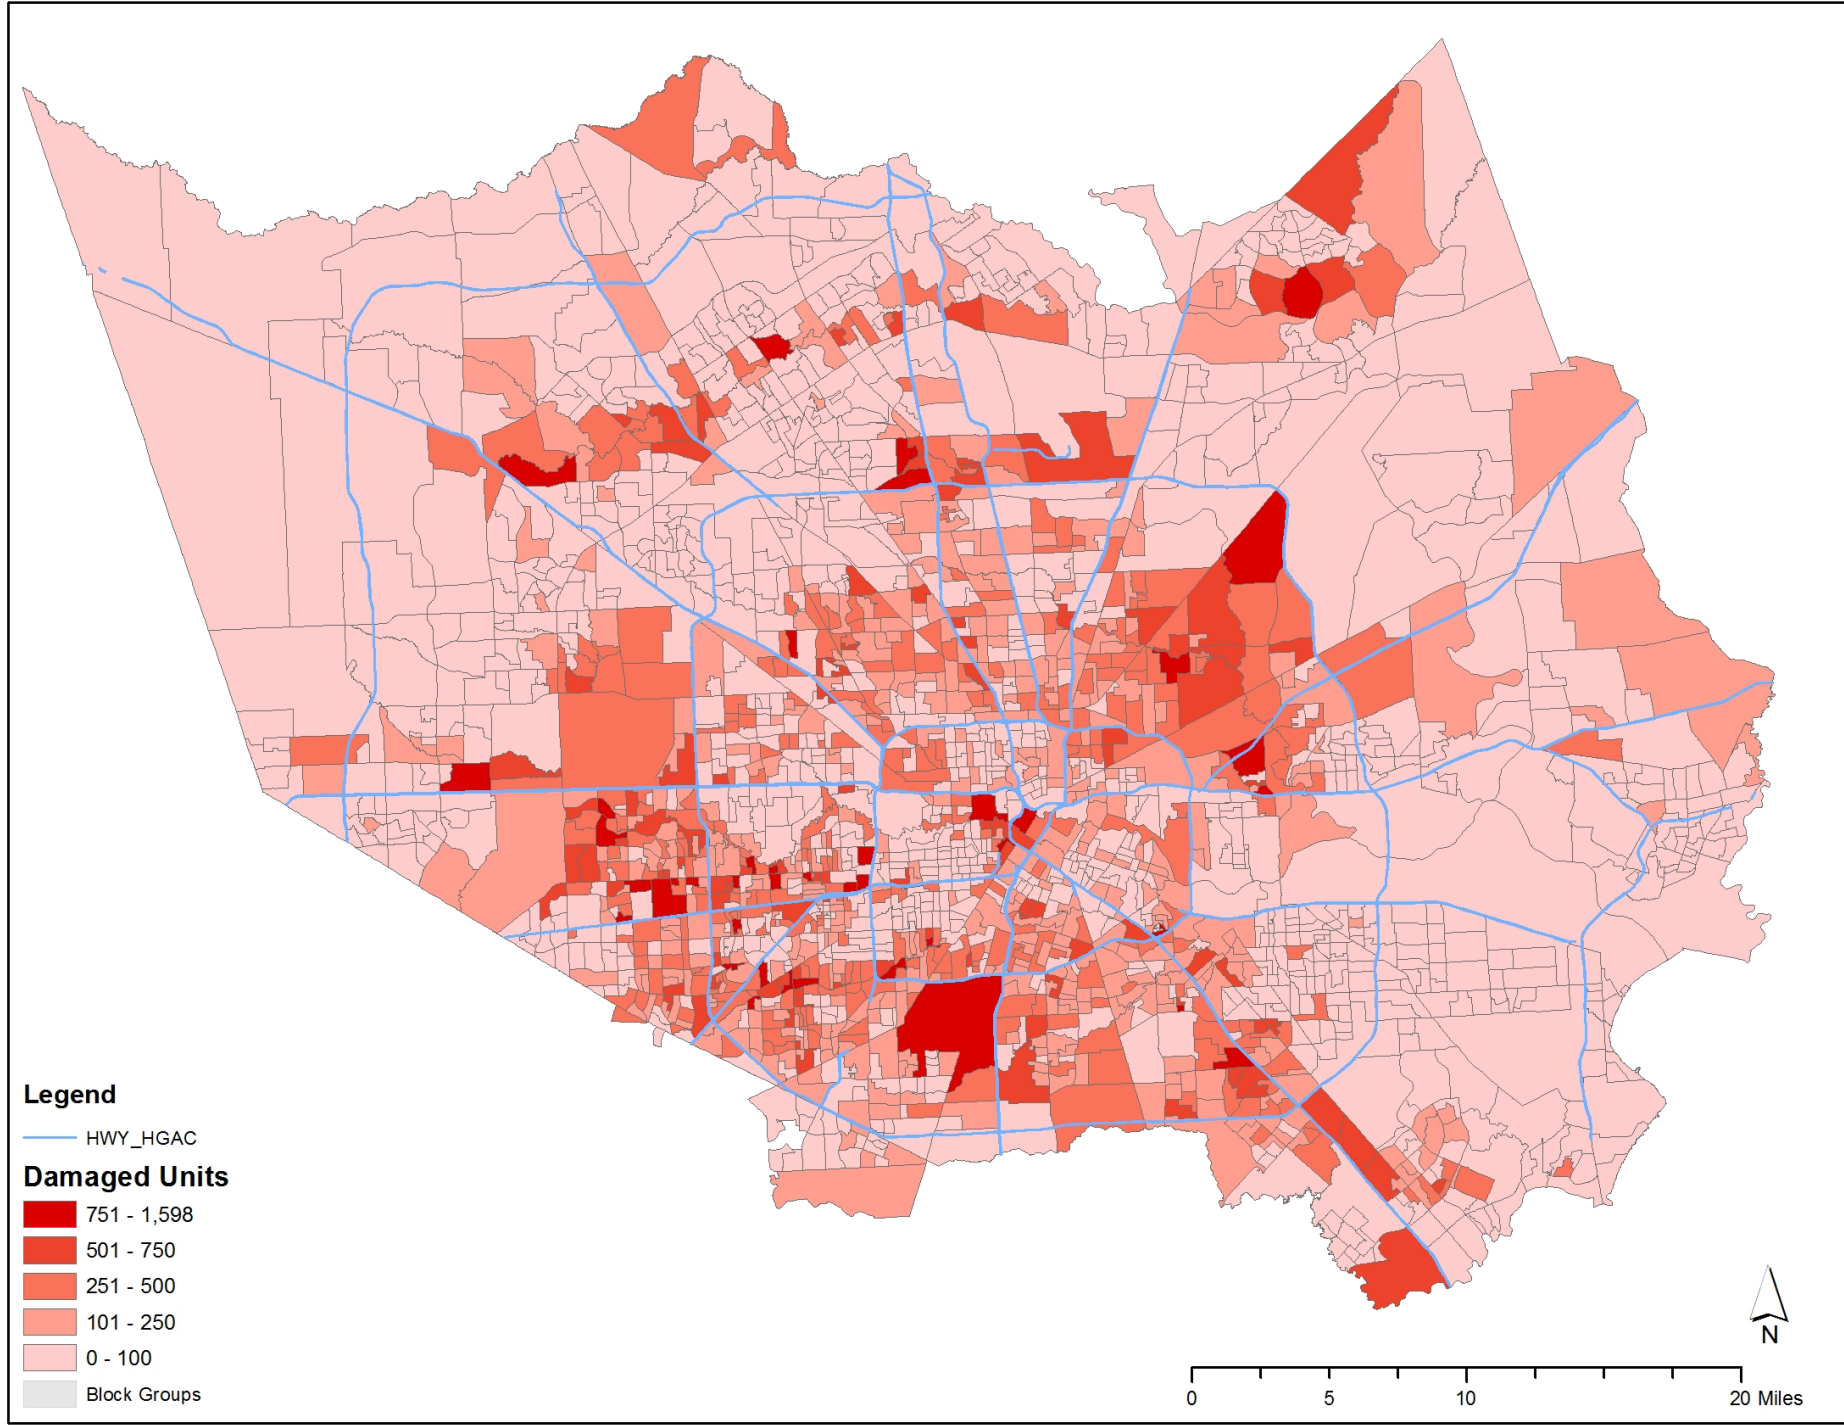 Legend
HWY_HGAC
Damaged Units
751 - 1,598
501 - 750
251 - 500
101 - 250
0 - 100
Block Groups
N
0 5 10 20 Miles